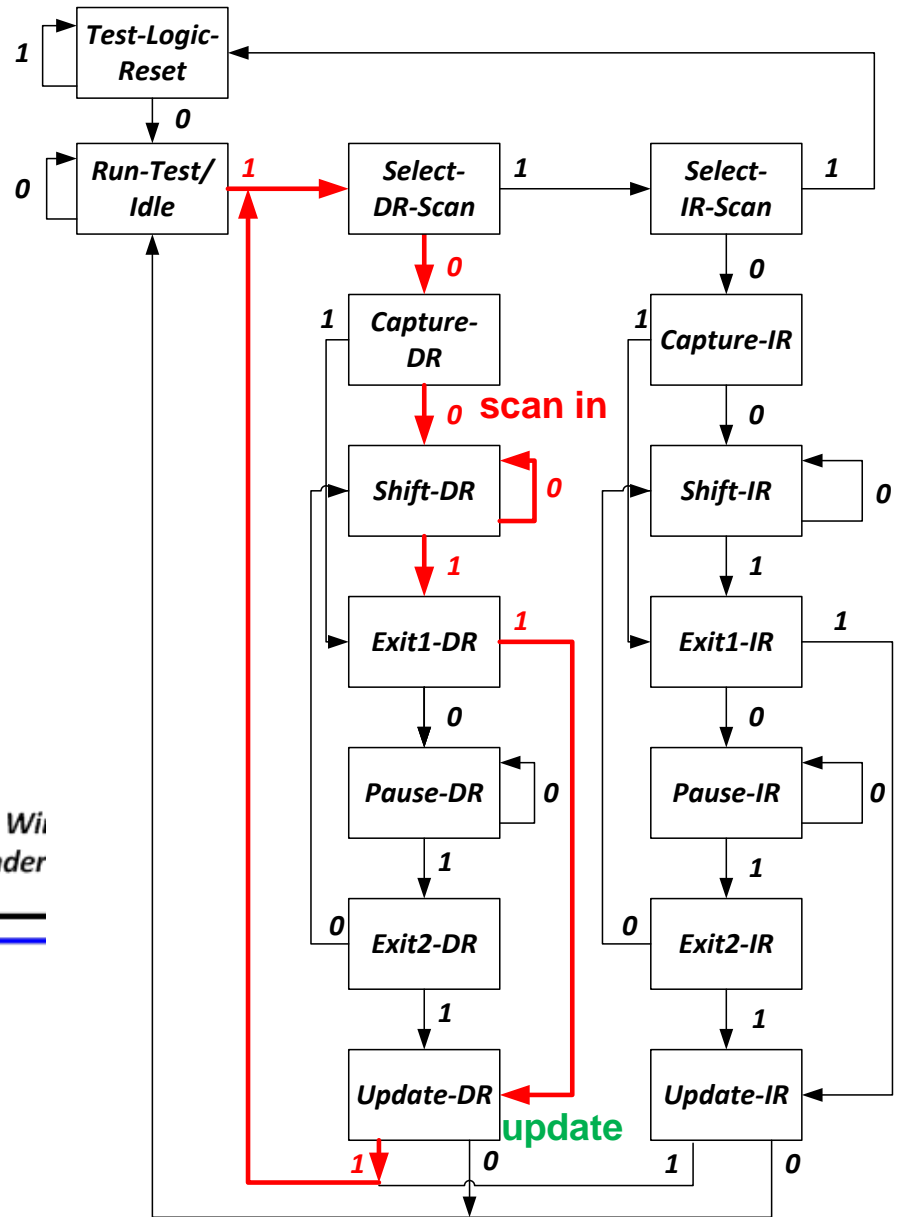 Test-Logic-
Reset
1
0
Run-Test/
Idle
0
1
Select-
DR-Scan
1
Select-
IR-Scan
1
0
0
1
Capture-
DR
1
Capture-IR
0
scan in
0
Shift-DR
0
Shift-IR
0
1
1
Exit1-DR
1
Exit1-IR
1
0
0
Pause-DR
0
Pause-IR
0
1
1
0
Exit2-DR
0
Exit2-IR
1
1
Update-DR
Update-IR
update
1
0
1
0